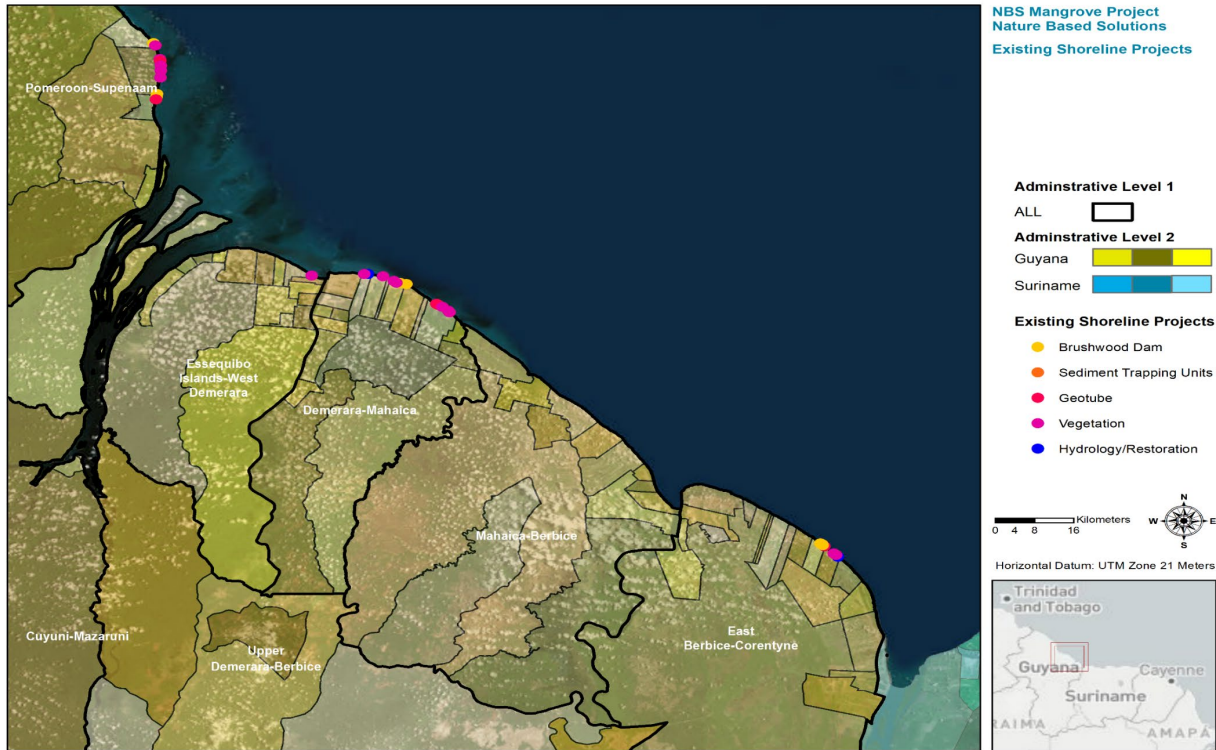 NBS Mangrove Project
Nature Based Solutions
Existing Shoreline Projects
Pomeroon-Supenaam
Essequibo
Islands-West
Demerara
Demerara-Mahaica
Mahaica-Berbice
Cuyuni-Mazaruni
Upper
Demerara-Berbice
East
Berbice-Corentyne
Adminstrative Level 1
ALL
Adminstrative Level 2
Guyana
Suriname
Existing Shoreline Projects
Brushwood Dam
Sediment Trapping Units
Geotube
Vegetation
Hydrology/Restoration
Kilometers
0 4 8 16
N
W E
S
Horizontal Datum: UTM Zone 21 Meters
Trinidad
and Tobago
Guyana
Cayenne
Suriname
RAIMA
AMAPÁ